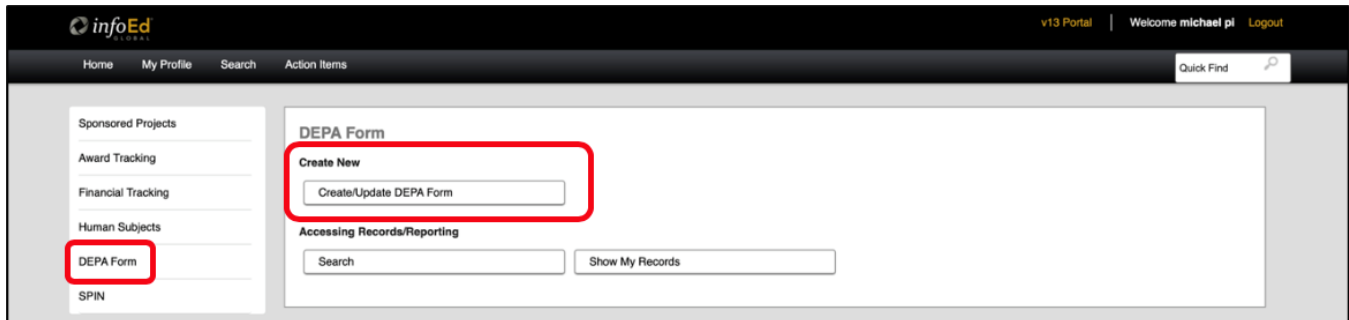 infoEd
GLOBAL
v13 Portal | Welcome michael pi Logout
Home My Profile Search Action Items
Quick Find
Sponsored Projects
Award Tracking
Financial Tracking
Human Subjects
DEPA Form
SPIN
DEPA Form
Create New
Create/Update DEPA Form
Accessing Records/Reporting
Search Show My Records